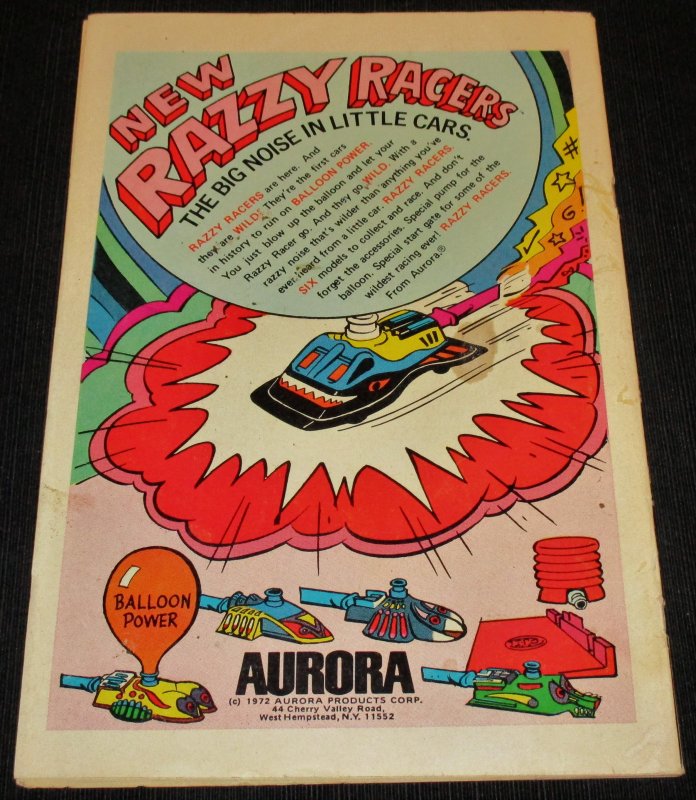 NEW
RAZZY RACERS™
THE BIG NOISE IN LITTLE CARS.
RAZZY RACERS are here. And
they are WILD! They're the first cars
in history to run on BALLOON POWER.
You just blow up the balloon and let your
Razzy Racer go. And they go WILD. With a
razzy noise that's wilder than anything you've
ever heard from a little car. RAZZY RACERS.
SIX models to collect and race. And don't
forget the accessories. Special pump for the
balloon. Special start gate for some of the
wildest racing ever! RAZZY RACERS.
From Aurora.®
#
G!
BALLOON
POWER
AURORA
(c) 1972 AURORA PRODUCTS CORP.
44 Cherry Valley Road,
West Hempstead, N.Y. 11552